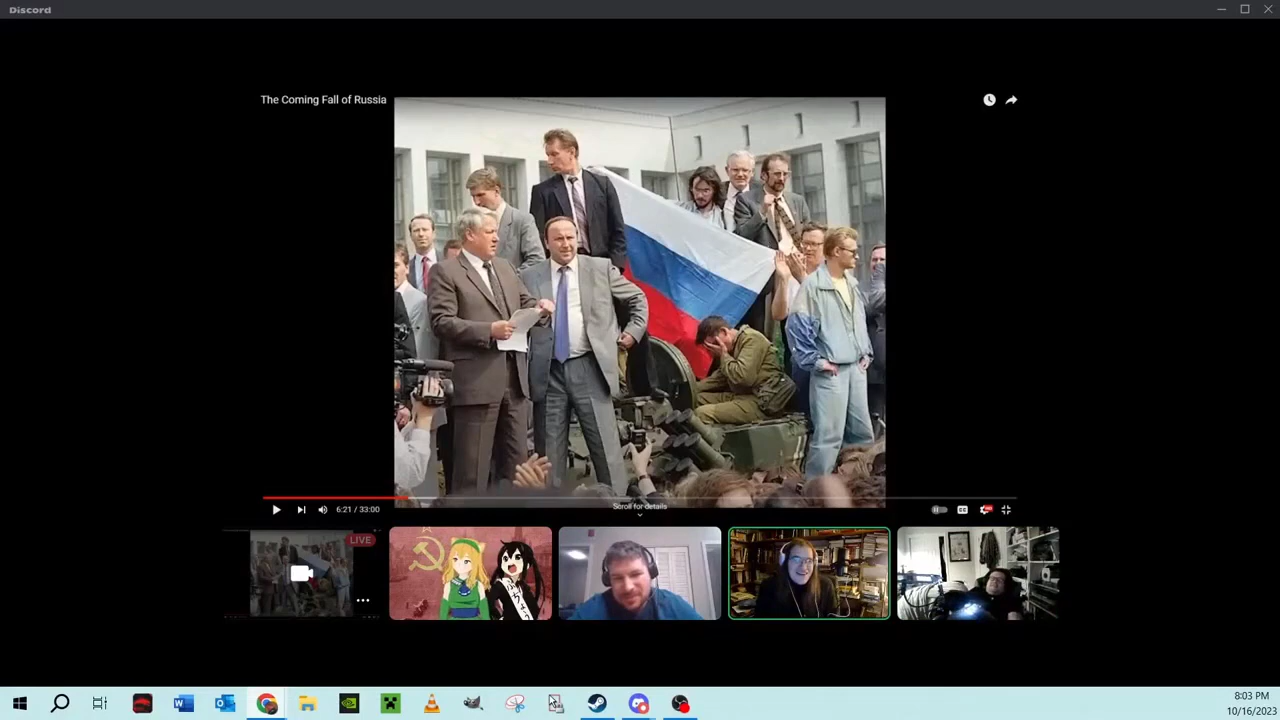 Discord
The Coming Fall of Russia
6:21 / 33:00
Scroll for details
CC
LIVE
8:03 PM
10/16/2023